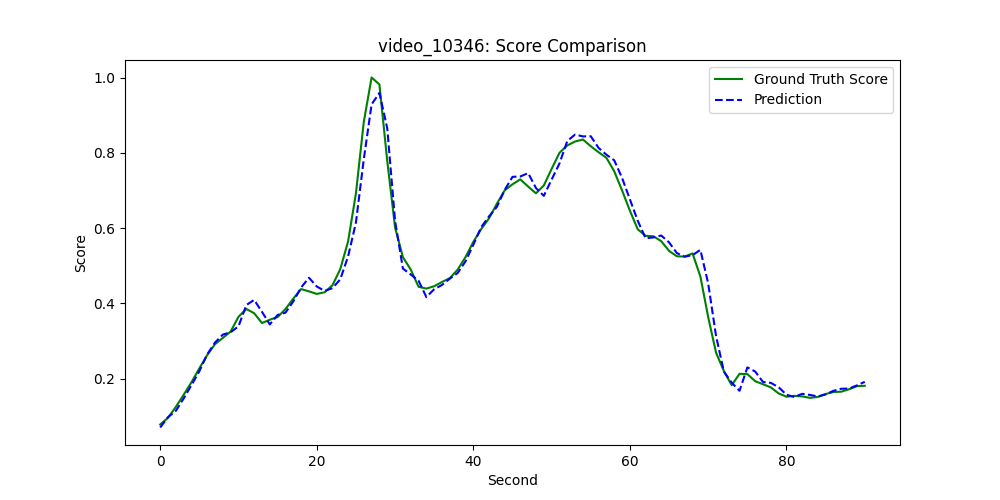 video_10346: Score Comparison
Ground Truth Score
Prediction
1.0
0.8
0.6
0.4
0.2
Score
0 20 40 60 80
Second